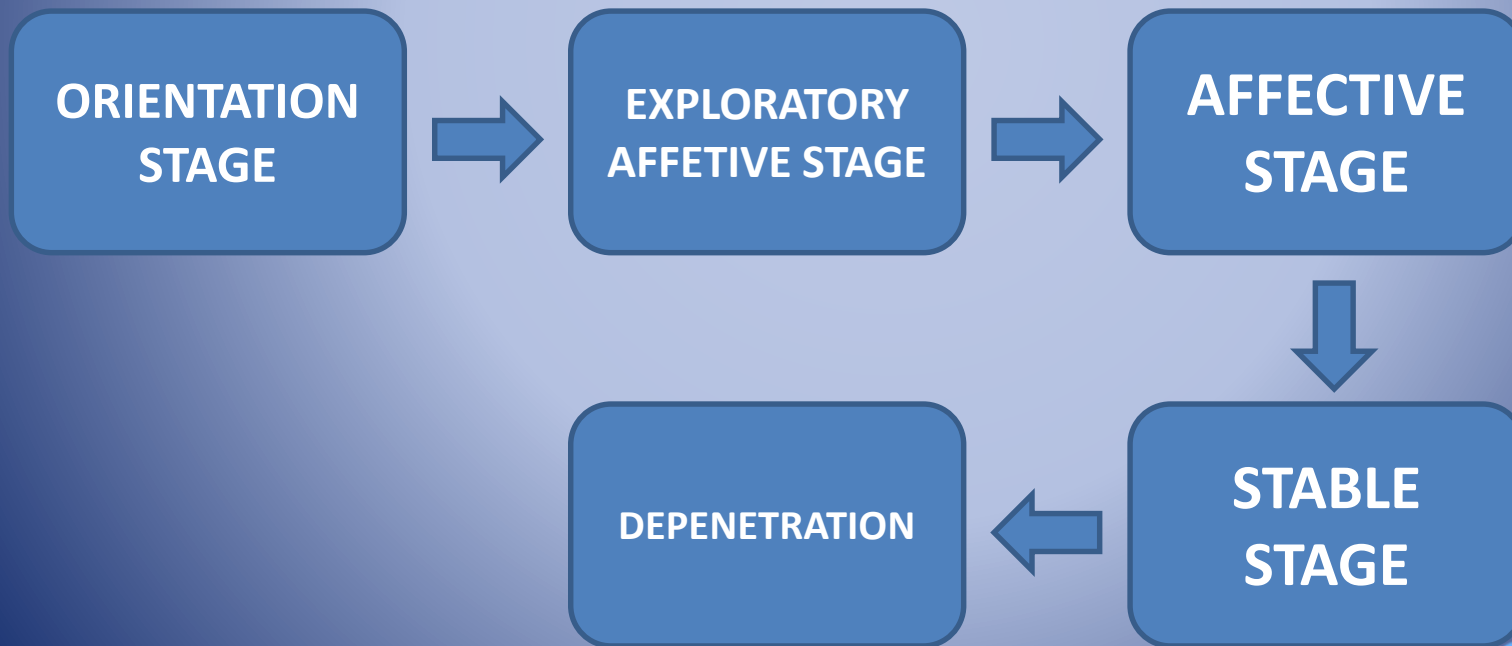 ORIENTATION
STAGE
EXPLORATORY
AFFETIVE STAGE
AFFECTIVE
STAGE
STABLE
STAGE
DEPENETRATION